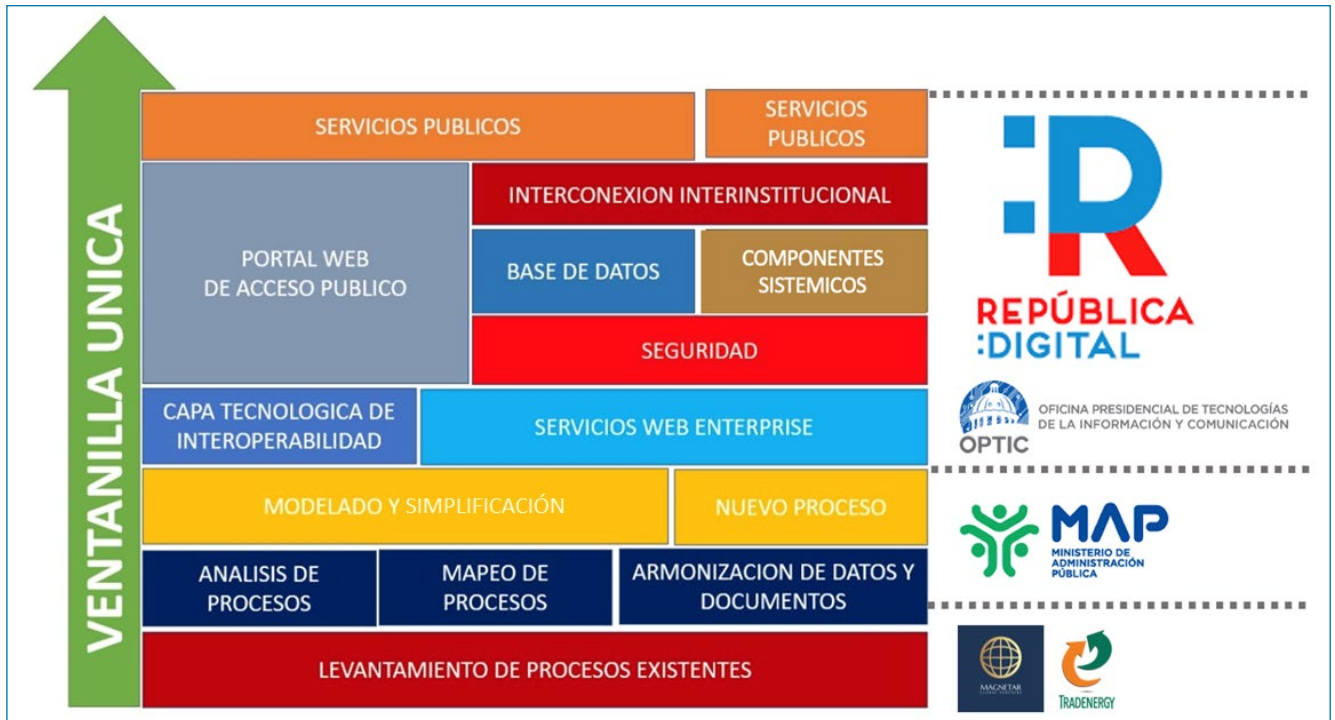 VENTANILLA UNICA
SERVICIOS PUBLICOS
SERVICIOS
PUBLICOS
PORTAL WEB
DE ACCESO PUBLICO
INTERCONEXION INTERINSTITUCIONAL
BASE DE DATOS
COMPONENTES
SISTEMICOS
SEGURIDAD
CAPA TECNOLOGICA DE
INTEROPERABILIDAD
SERVICIOS WEB ENTERPRISE
MODELADO Y SIMPLIFICACIÓN
NUEVO PROCESO
ANALISIS DE
PROCESOS
MAPEO DE
PROCESOS
ARMONIZACION DE DATOS Y
DOCUMENTOS
LEVANTAMIENTO DE PROCESOS EXISTENTES
:R
REPÚBLICA
:DIGITAL
OPTIC
OFICINA PRESIDENCIAL DE TECNOLOGÍAS
DE LA INFORMACIÓN Y COMUNICACIÓN
MAP
MINISTERIO DE
ADMINISTRACIÓN
PÚBLICA
MAGNETAR
TRADENERGY